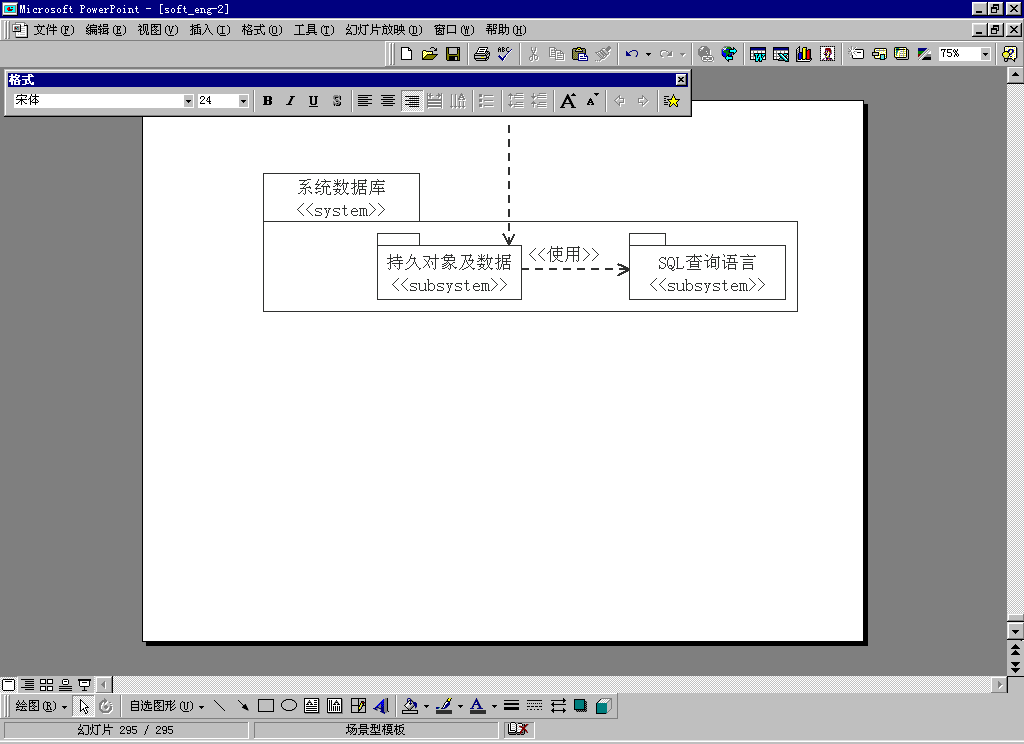 Microsoft PowerPoint - [soft_eng-2]
文件(F) 编辑(E) 视图(V) 插入(I) 格式(O) 工具(T) 幻灯片放映(D) 窗口(W) 帮助(H)
75%
格式
宋体 24 B I U S A A
系统数据库
<<system>>
持久对象及数据
<<subsystem>>
<<使用>>
SQL查询语言
<<subsystem>>
绘图(R) 自选图形(U) A A
幻灯片 295 / 295 场景型模板